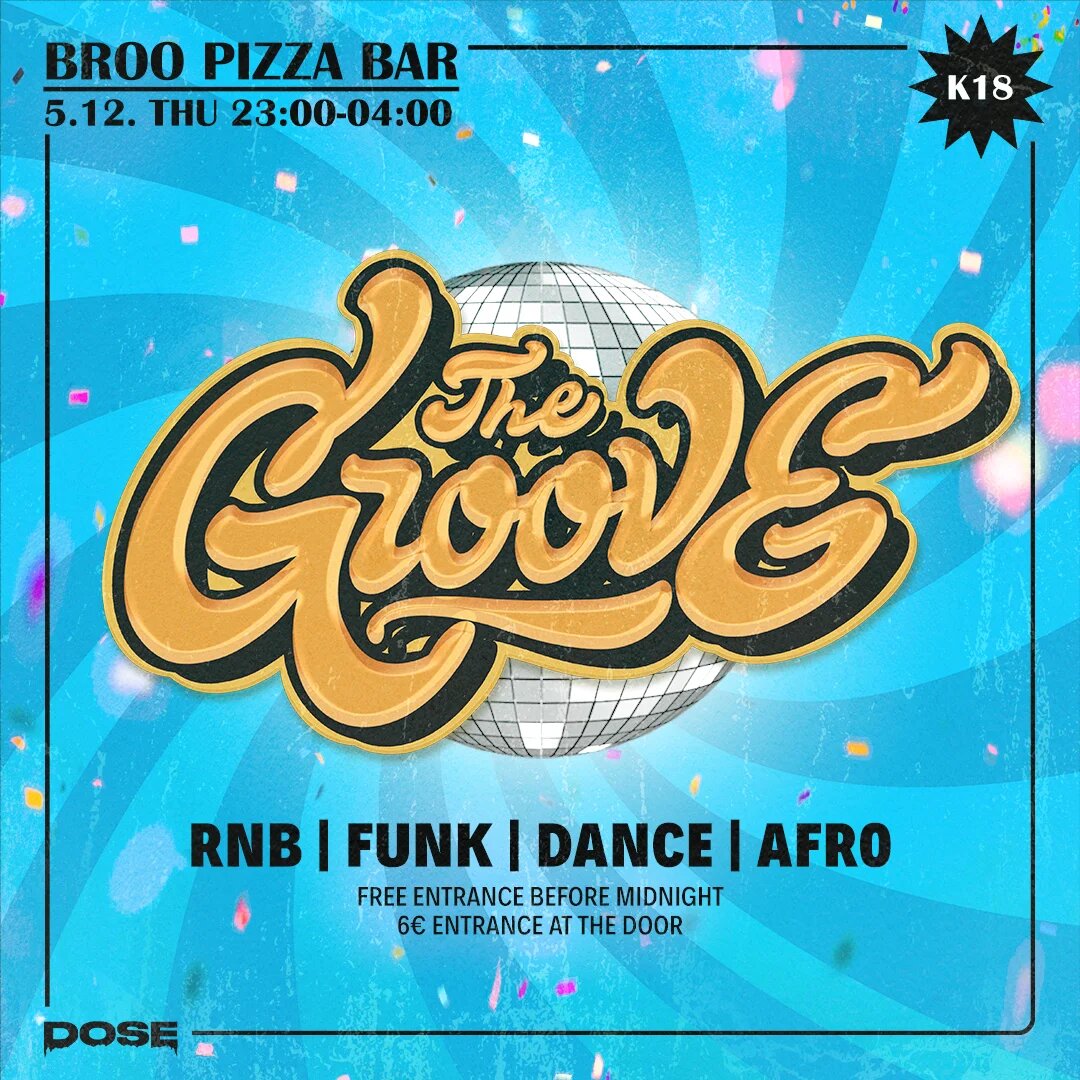 BROO PIZZA BAR
5.12. THU 23:00-04:00
K18
The
Groove
RNB | FUNK | DANCE | AFRO
FREE ENTRANCE BEFORE MIDNIGHT
6€ ENTRANCE AT THE DOOR
DOSE